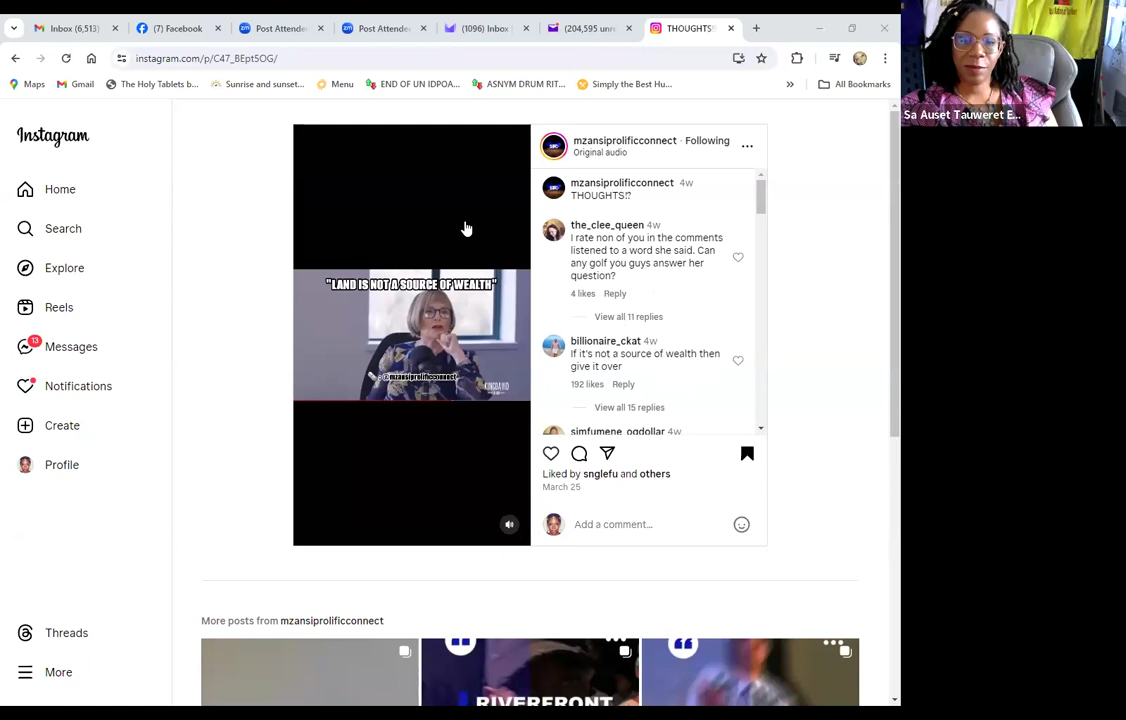 Inbox (6,513)
(7) Facebook
Post Attende
Post Attende
(1096) Inbox
(204,595 unre
THOUGHTS!
instagram.com/p/C47_BEpt5OG/
Maps
Gmail
The Holy Tablets b...
Sunrise and sunset...
Menu
END OF UN IDPOA...
ASNYM DRUM RIT...
Simply the Best Hu...
All Bookmarks
Sa Auset Tauweret E...
Instagram
Home
Search
Explore
Reels
13
Messages
Notifications
Create
Profile
Threads
More
"LAND IS NOT A SOURCE OF WEALTH"
@mzansiprolificconnect
KINGDAVID
mzansiprolificconnect · Following
Original audio
mzansiprolificconnect 4w
THOUGHTS!?
the_clee_queen 4w
I rate non of you in the comments
listened to a word she said. Can
any golf you guys answer her
question?
4 likes Reply
View all 11 replies
billionaire_ckat 4w
If it's not a source of wealth then
give it over
192 likes Reply
View all 15 replies
simfumene_ogdollar 4w
Liked by snglefu and others
March 25
Add a comment...
More posts from mzansiprolificconnect
RIVERFRONT